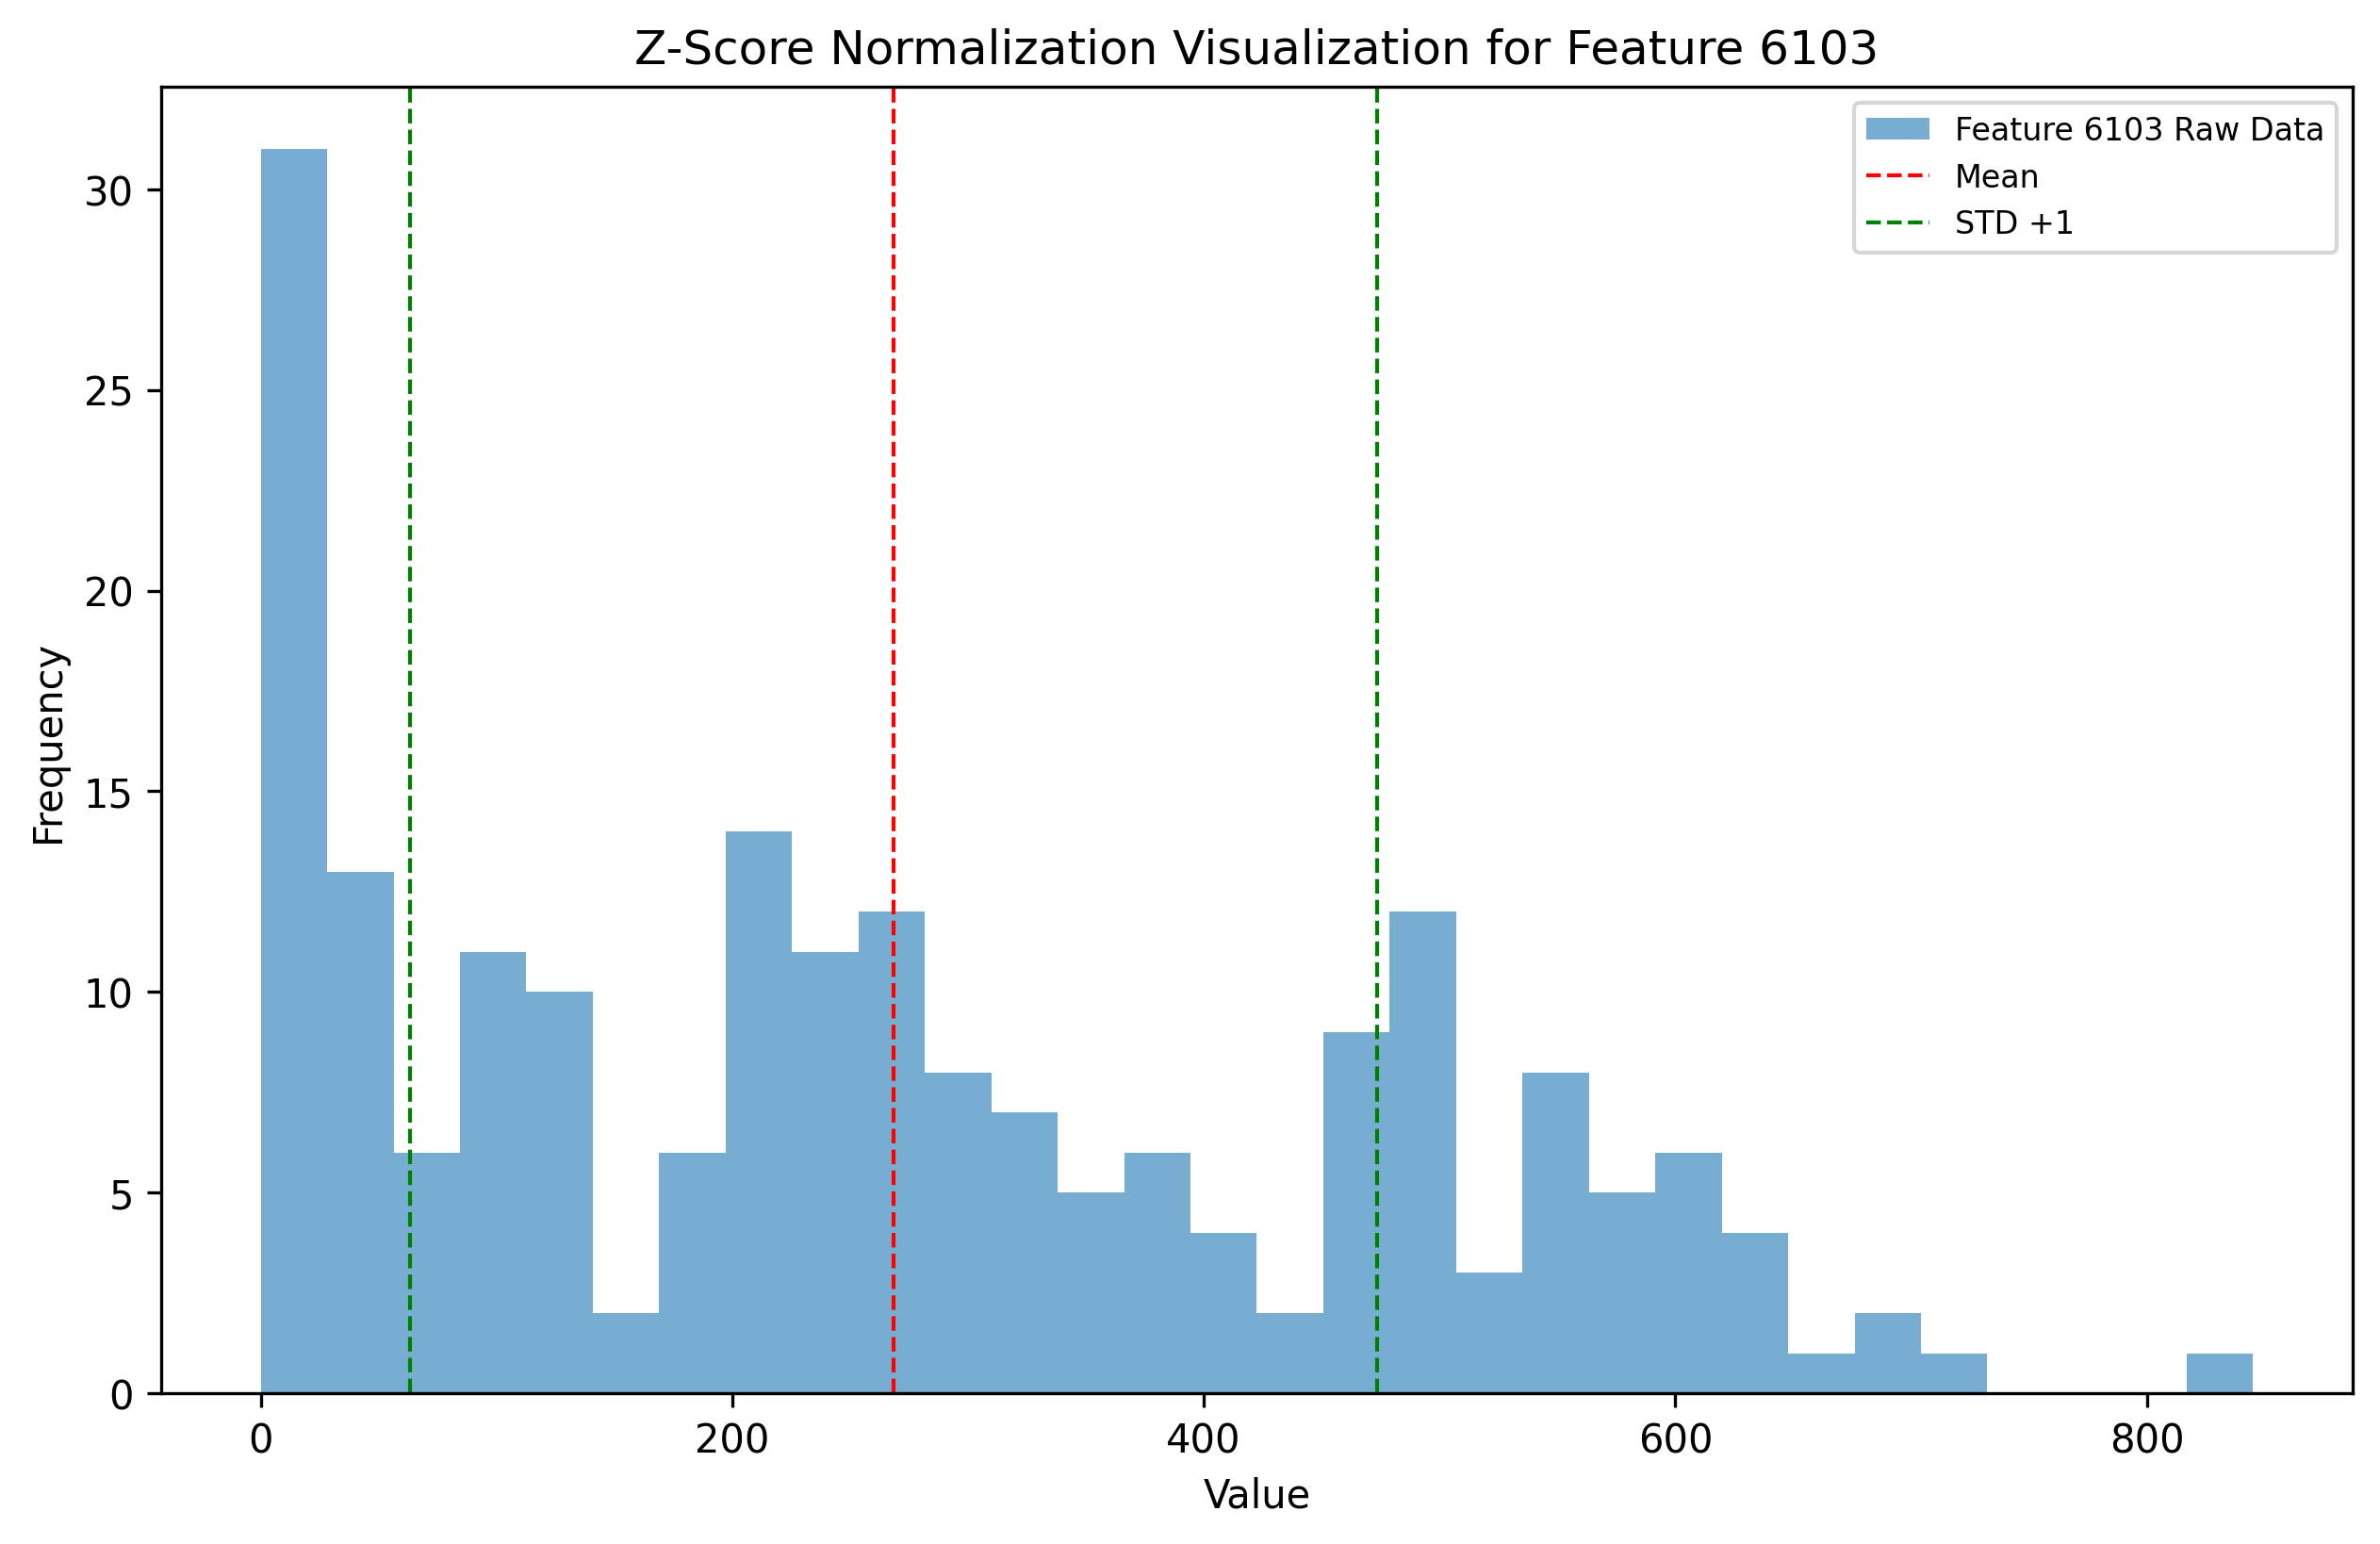 Z-Score Normalization Visualization for Feature 6103
Feature 6103 Raw Data
Mean
STD +1
Frequency
30
25
20
15
10
5
0
0 200 400 600 800
Value